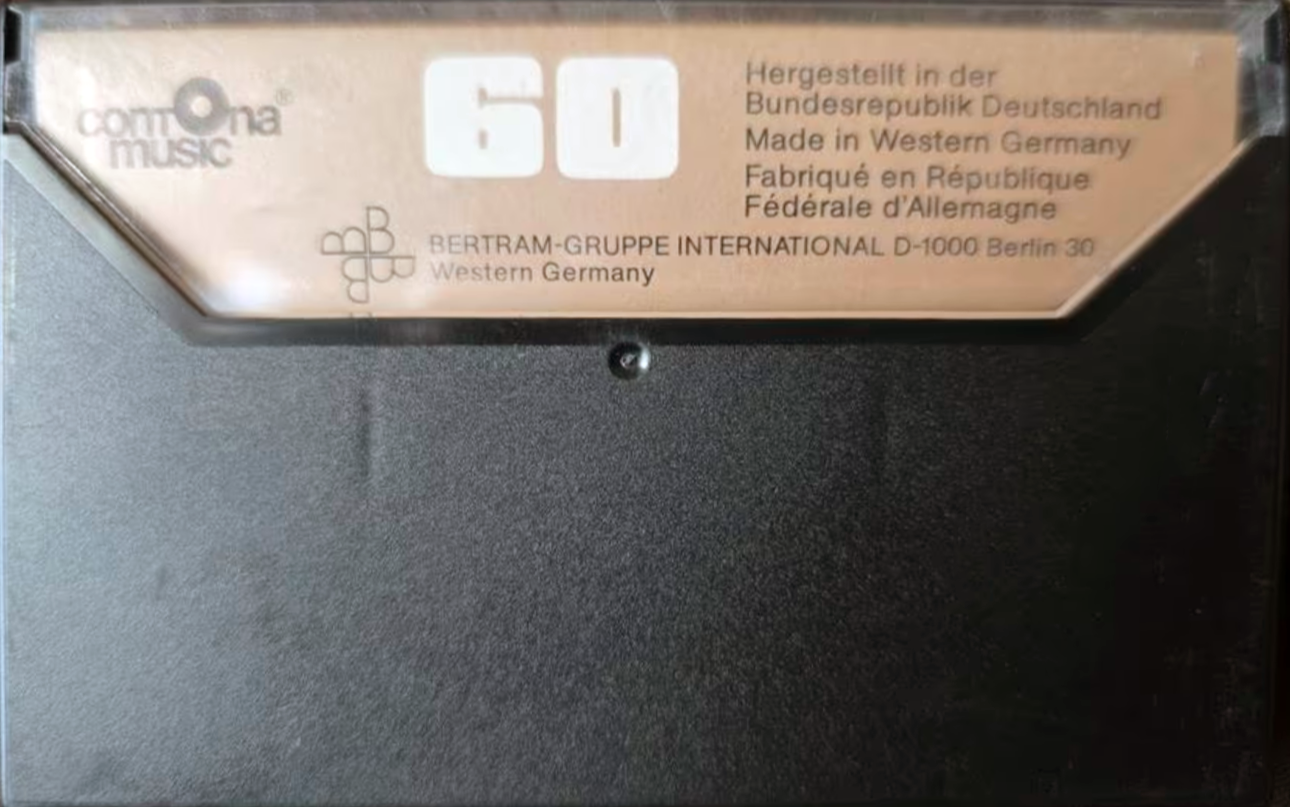 music
60
Hergestellt in der
Bundesrepublik Deutschland
Made in Western Germany
Fabriqué en République
Fédérale d'Allemagne
BERTRAM-GRUPPE INTERNATIONAL D-1000 Berlin 30
Western Germany